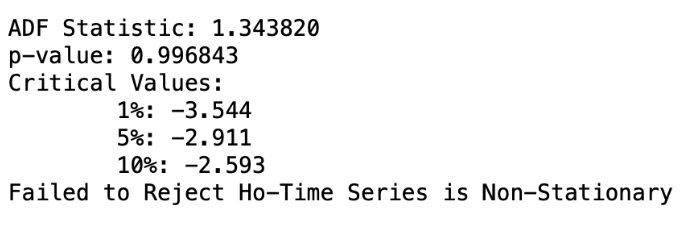 ADF Statistic: 1.343820
p-value: 0.996843
Critical Values:
1%: -3.544
5%: -2.911
10%: -2.593
Failed to Reject Ho-Time Series is Non-Stationary